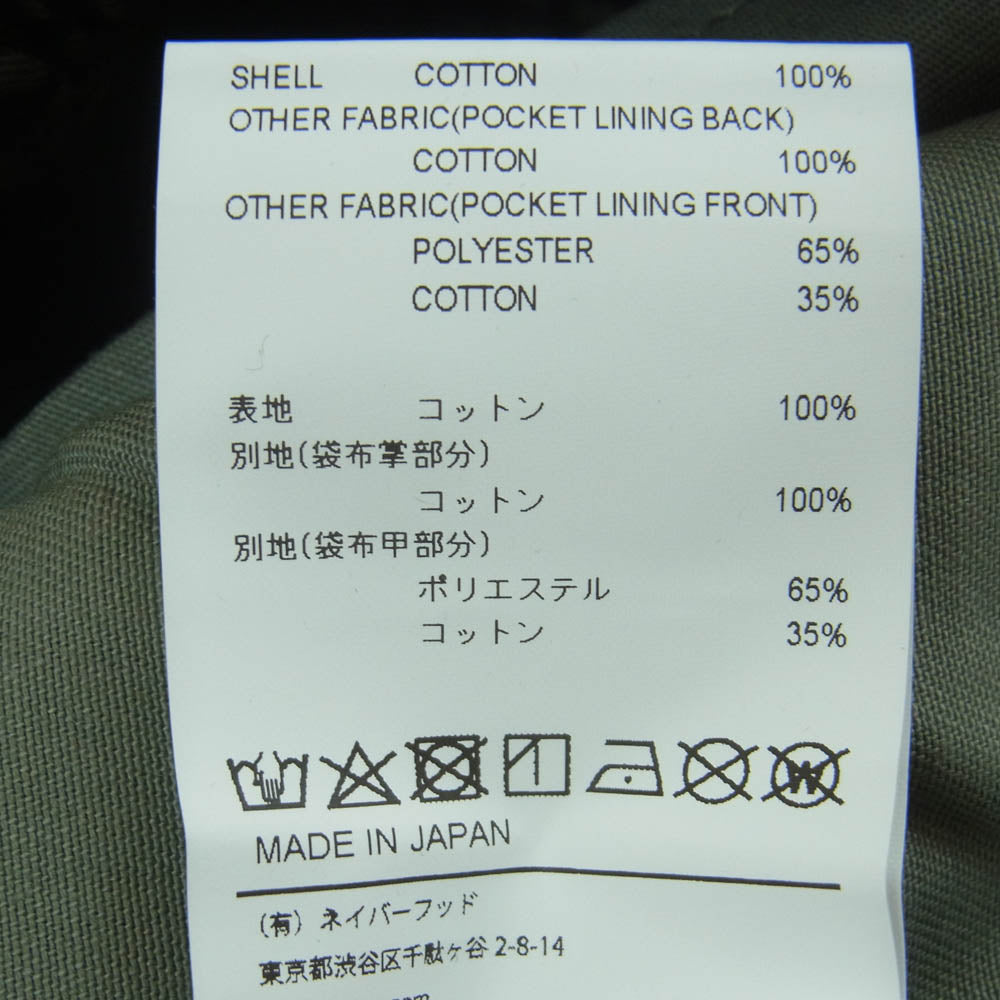 SHELL COTTON 100%
OTHER FABRIC(POCKET LINING BACK)
COTTON 100%
OTHER FABRIC(POCKET LINING FRONT)
POLYESTER 65%
COTTON 35%
表地 コットン 100%
別地(袋布掌部分)
コットン 100%
別地(袋布甲部分)
ポリエステル 65%
コットン 35%
W
MADE IN JAPAN
(有) ネイバーフッド
東京都渋谷区千駄ヶ谷 2-8-14